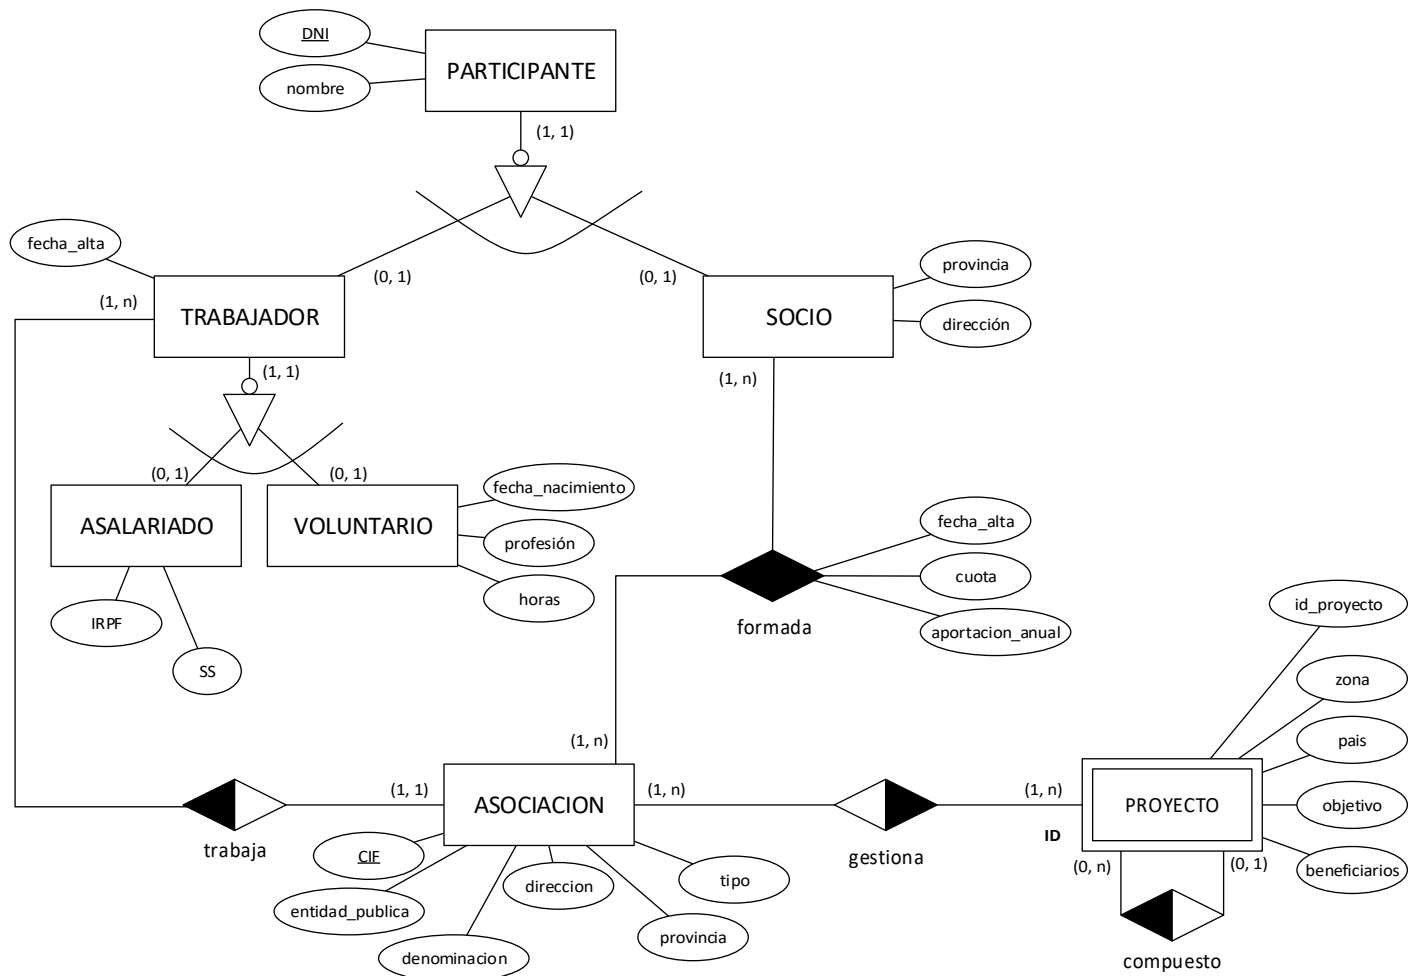 DNI
PARTICIPANTE
nombre
(1, 1)
fecha_alta
(0, 1)
(0, 1)
provincia
(1, n)
TRABAJADOR
SOCIO
dirección
(1, 1)
(1, n)
(0, 1)
(0, 1)
fecha_nacimiento
ASALARIADO
VOLUNTARIO
profesión
fecha_alta
cuota
horas
IRPF
formada
aportacion_anual
id_proyecto
SS
zona
(1, n)
pais
(1, 1)
ASOCIACION
(1, n)
(1, n)
PROYECTO
objetivo
trabaja
CIF
gestiona
ID
(0, n)
(0, 1)
beneficiarios
direccion
tipo
entidad_publica
provincia
denominacion
compuesto